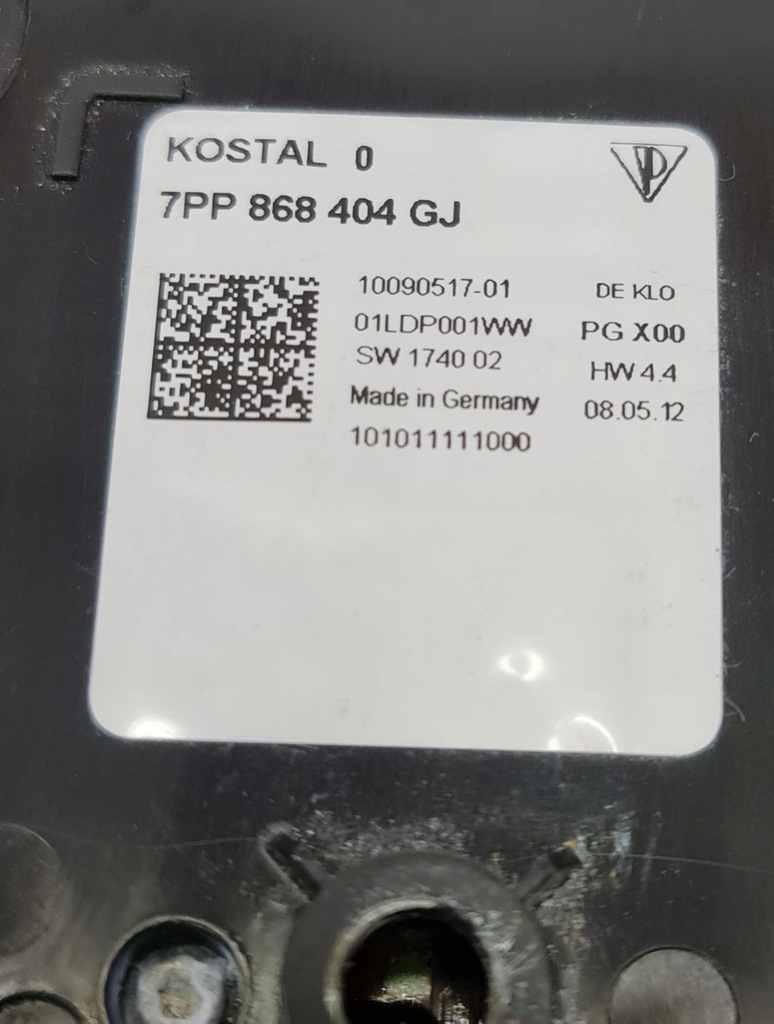 KOSTAL 0
7PP 868 404 GJ
10090517-01 DE KLO
01LDP001WW PG X00
SW 1740 02 HW 4.4
Made in Germany 08.05.12
101011111000